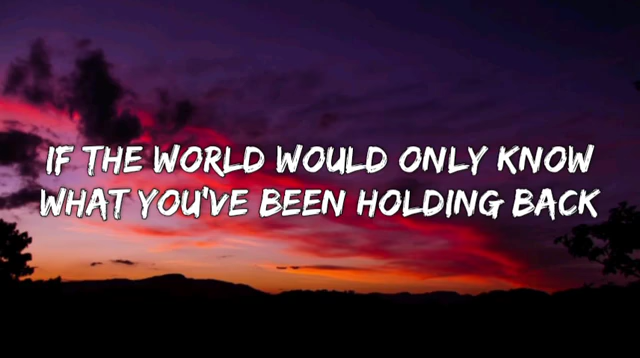 IF THE WORLD WOULD ONLY KNOW
WHAT YOU'VE BEEN HOLDING BACK